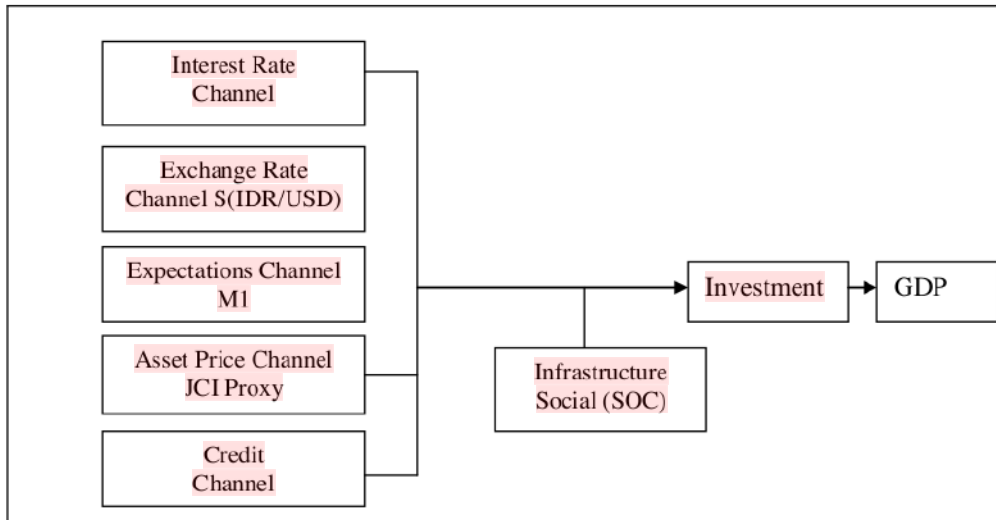 Interest Rate
Channel
Exchange Rate
Channel S(IDR/USD)
Expectations Channel
M1
Asset Price Channel
JCI Proxy
Credit
Channel
Infrastructure
Social (SOC)
Investment
GDP